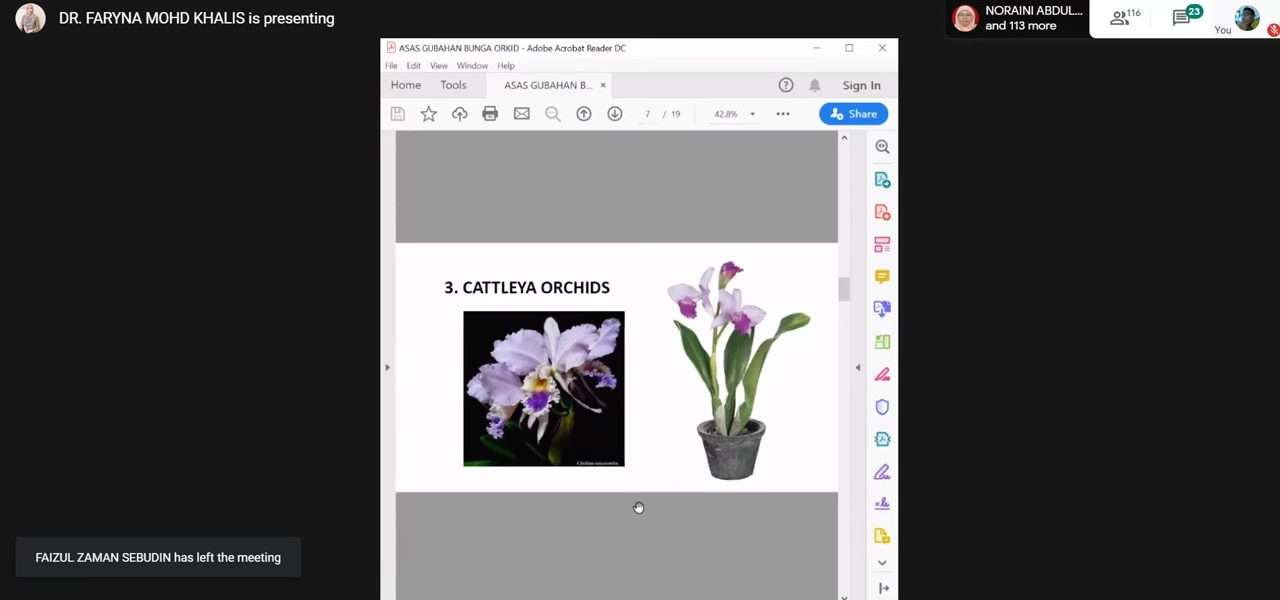 DR. FARYNA MOHD KHALIS is presenting
NORAINI ABDUL...
and 113 more
116
23
You
ASAS GUBAHAN BUNGA ORKID - Adobe Acrobat Reader DC
File Edit View Window Help
Home Tools ASAS GUBAHAN B... × Sign In
7 / 19 42.8% Share
3. CATTLEYA ORCHIDS
FAIZUL ZAMAN SEBUDIN has left the meeting